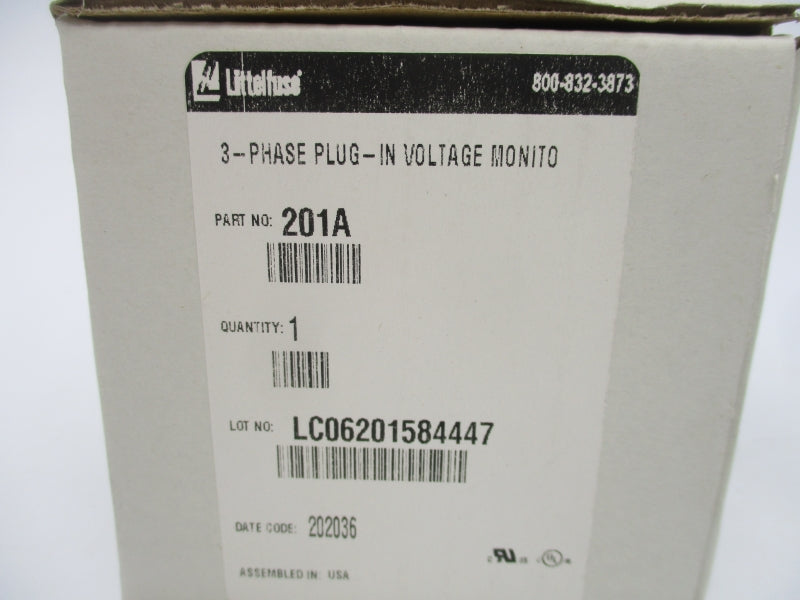 Littelfuse 800-832-3873
3-PHASE PLUG-IN VOLTAGE MONITO
PART NO: 201A
QUANTITY: 1
LOT NO: LC06201584447
DATE CODE: 202036
ASSEMBLED IN: USA